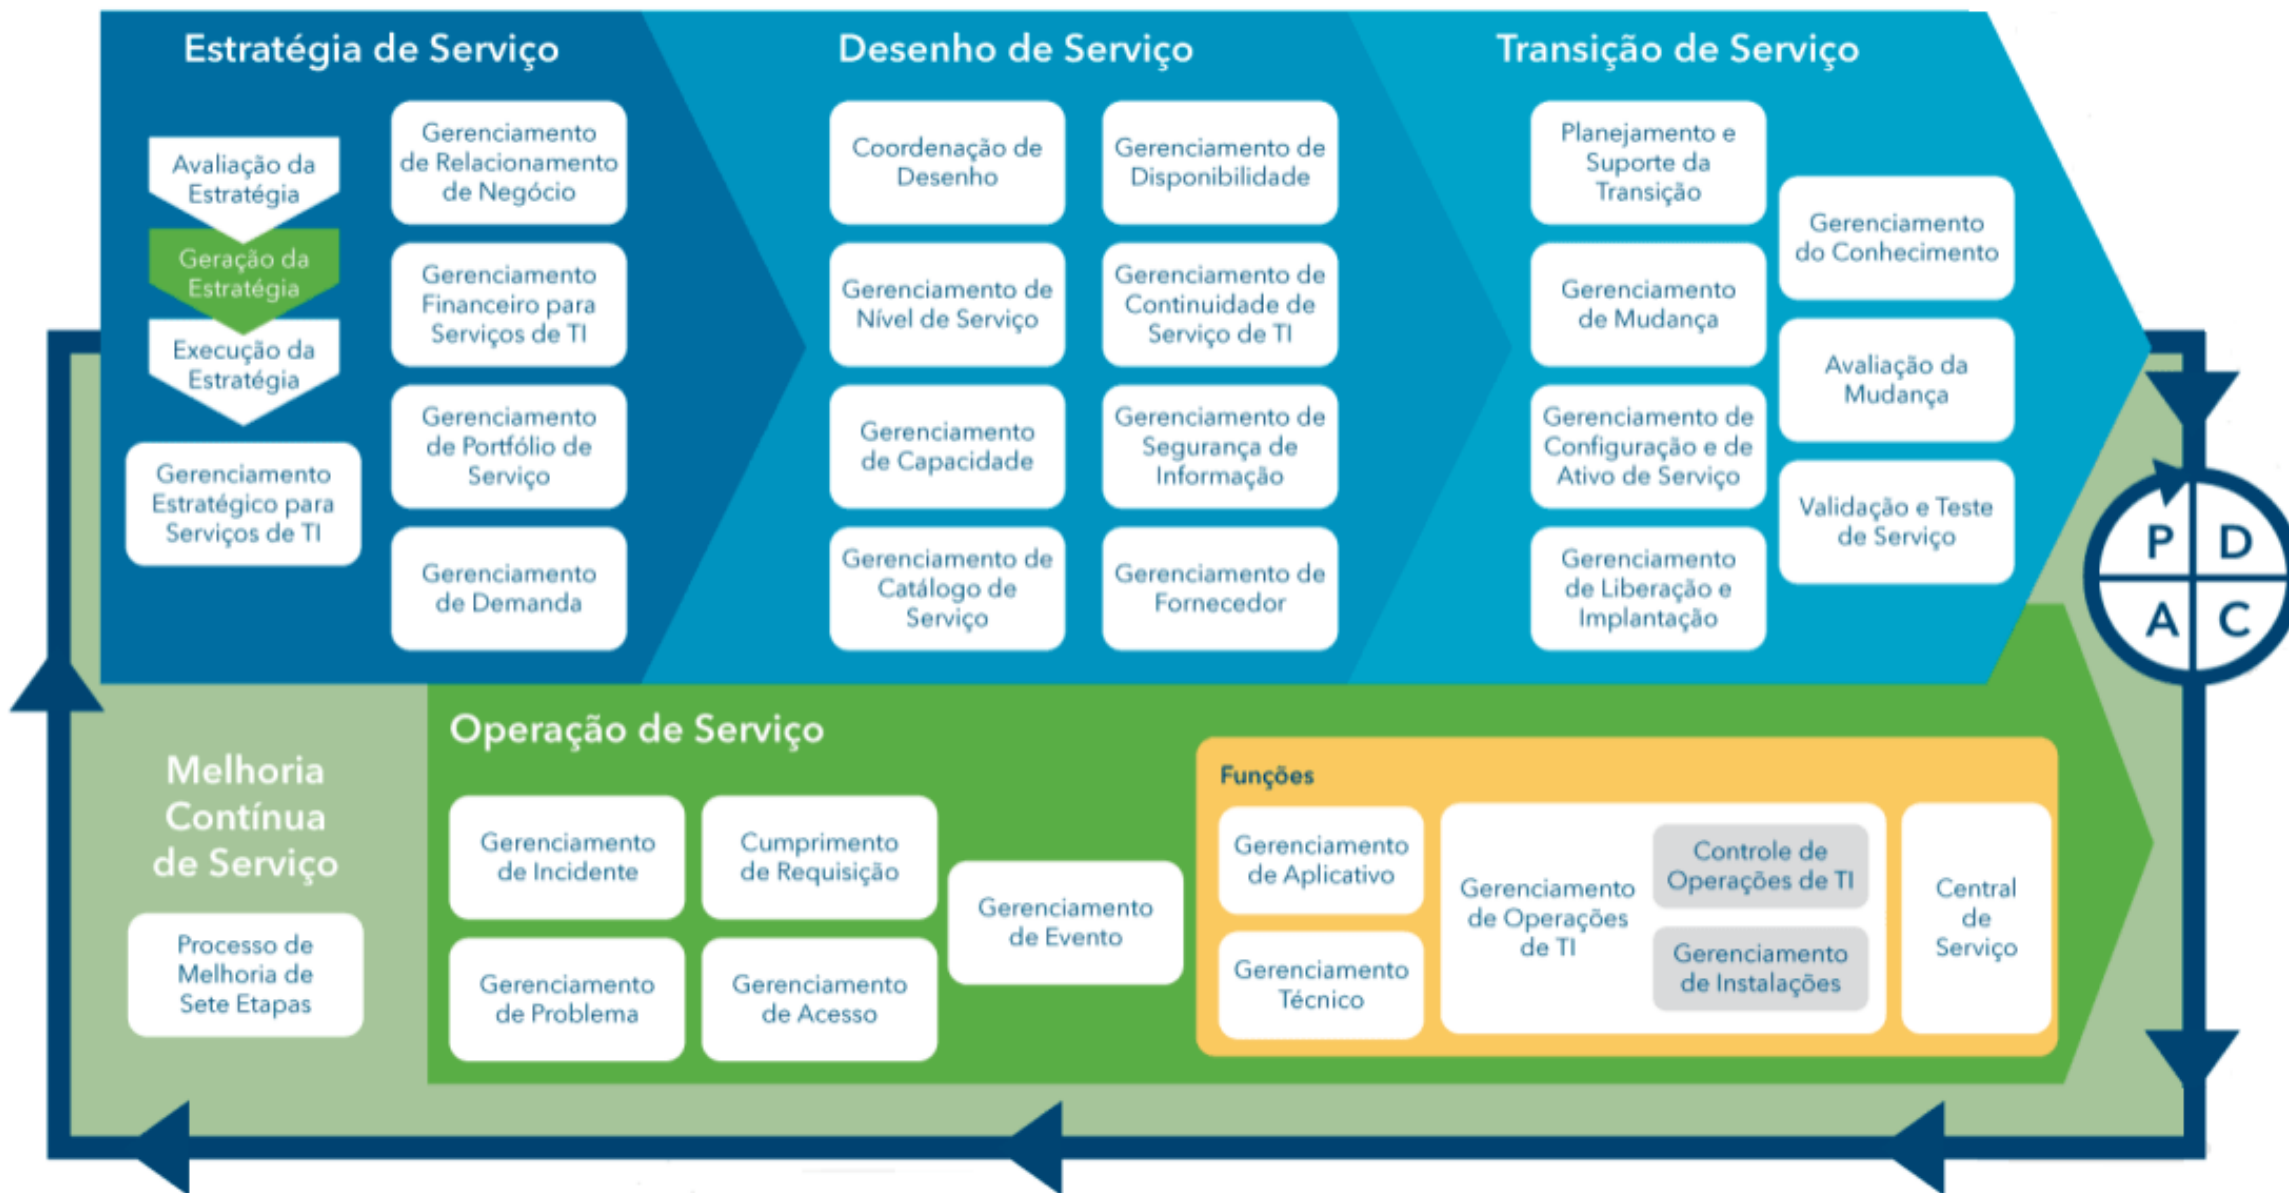 Estratégia de Serviço
Avaliação da
Estratégia
Geração da
Estratégia
Execução da
Estratégia
Gerenciamento
Estratégico para
Serviços de TI
Gerenciamento
de Relacionamento
de Negócio
Gerenciamento
Financeiro para
Serviços de TI
Gerenciamento
de Portfólio de
Serviço
Gerenciamento
de Demanda
Desenho de Serviço
Coordenação de
Desenho
Gerenciamento de
Disponibilidade
Gerenciamento de
Nível de Serviço
Gerenciamento de
Continuidade de
Serviço de TI
Gerenciamento
de Capacidade
Gerenciamento de
Segurança de
Informação
Gerenciamento de
Catálogo de
Serviço
Gerenciamento de
Fornecedor
Transição de Serviço
Planejamento e
Suporte da
Transição
Gerenciamento
de Mudança
Gerenciamento de
Configuração e de
Ativo de Serviço
Gerenciamento
de Liberação e
Implantação
Gerenciamento
do Conhecimento
Avaliação da
Mudança
Validação e Teste
de Serviço
P D
A C
Melhoria
Contínua
de Serviço
Processo de
Melhoria de
Sete Etapas
Operação de Serviço
Gerenciamento
de Incidente
Cumprimento
de Requisição
Gerenciamento
de Problema
Gerenciamento
de Acesso
Gerenciamento
de Evento
Funções
Gerenciamento
de Aplicativo
Gerenciamento
Técnico
Gerenciamento
de Operações
de TI
Controle de
Operações de TI
Gerenciamento
de Instalações
Central
de
Serviço